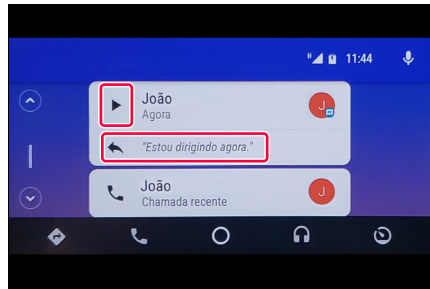 H 11:44
João
Agora
J
"Estou dirigindo agora."
João
Chamada recente
J